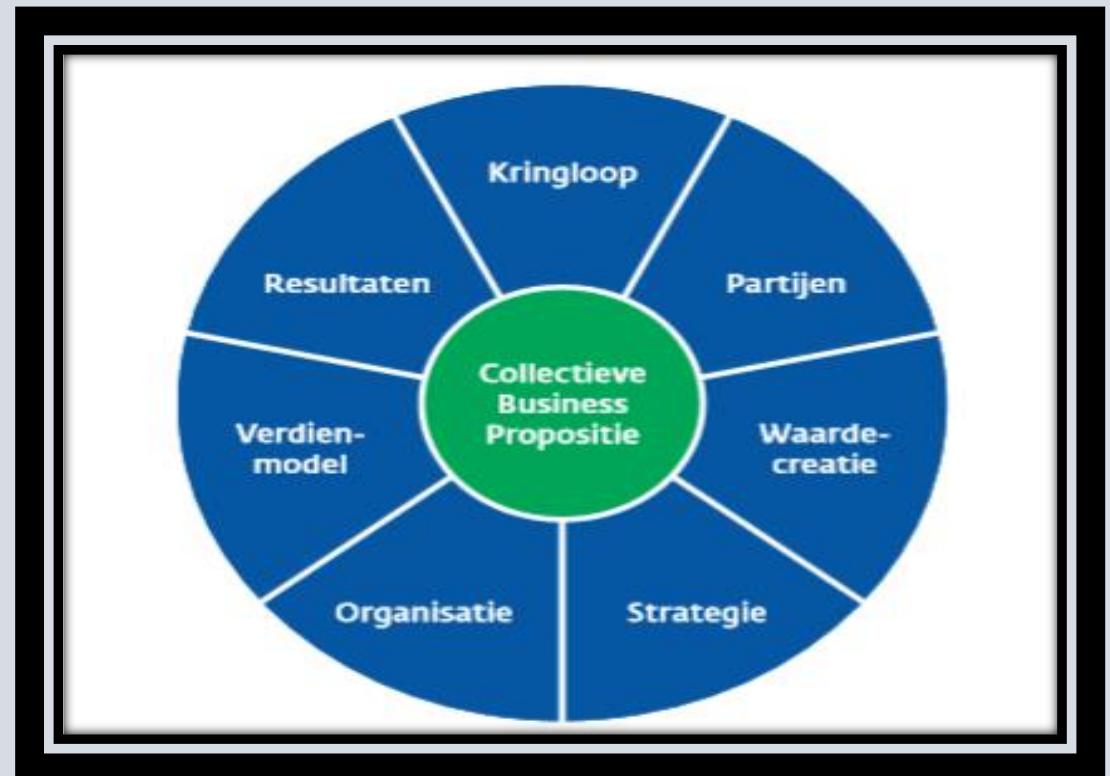 Kringloop
Partijen
Waarde-
creatie
Strategie
Organisatie
Verdien-
model
Resultaten
Collectieve
Business
Propositie